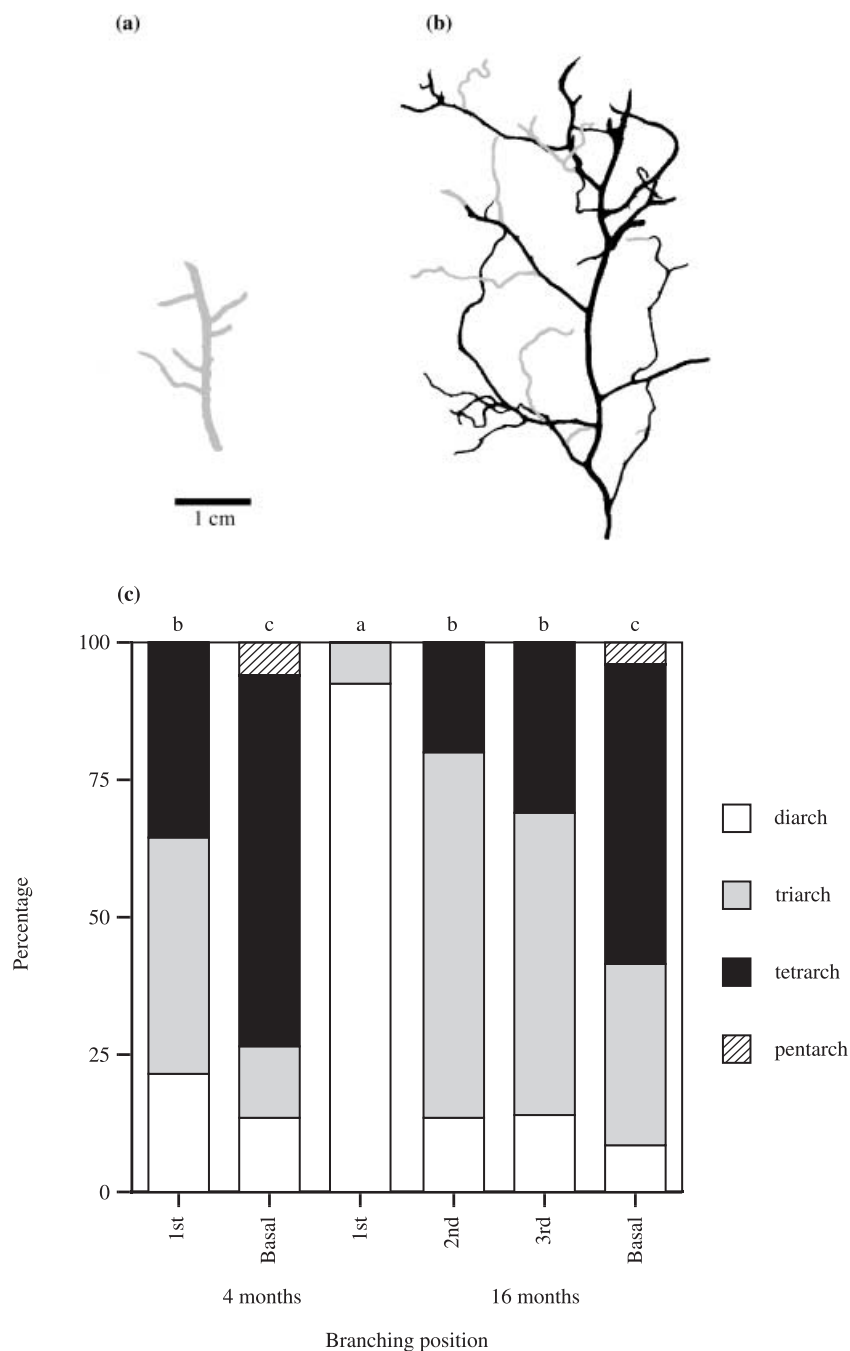 (a)
(b)
1 cm
(c)
b c a b b c
100
75
50
25
0
Percentage
diarch
triarch
tetrarch
pentarch
1st Basal 1st 2nd 3rd Basal
4 months 16 months
Branching position